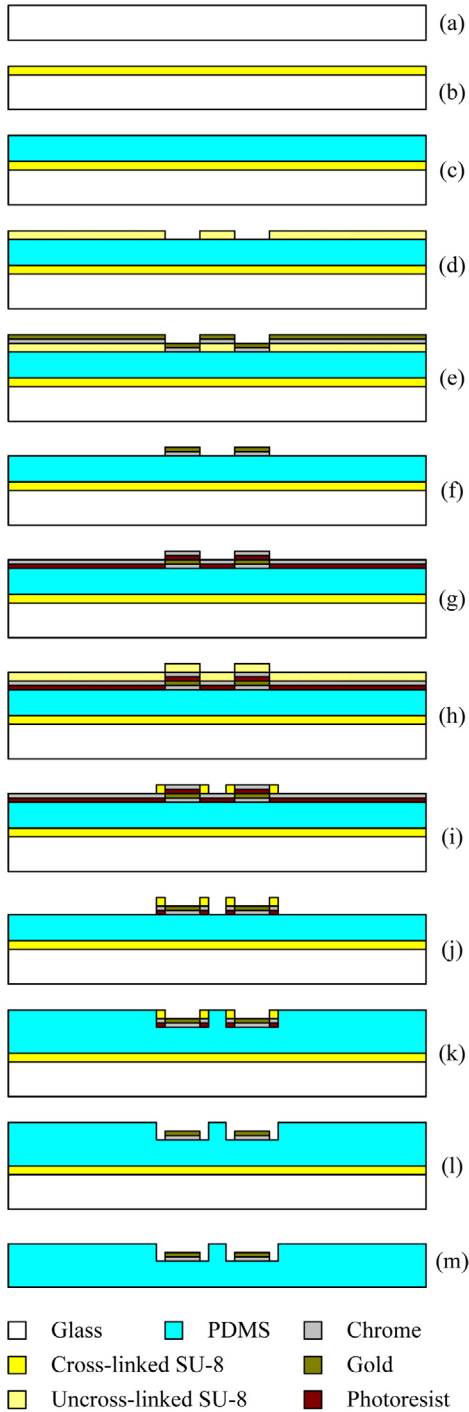 (a)
(b)
(c)
(d)
(e)
(f)
(g)
(h)
(i)
(j)
(k)
(l)
(m)
Glass PDMS Chrome
Cross-linked SU-8 Gold
Uncross-linked SU-8 Photoresist